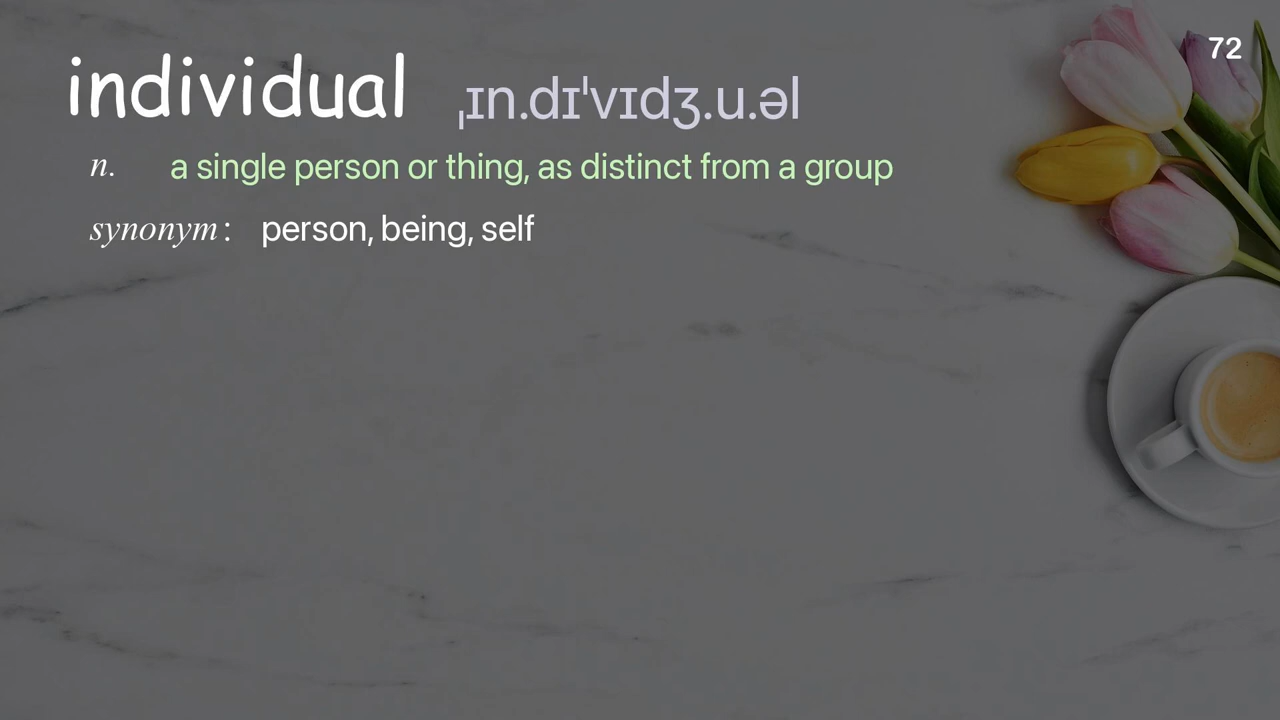 72
individual ˌɪn.dɪˈvɪdʒ.u.əl
n. a single person or thing, as distinct from a group
synonym: person, being, self